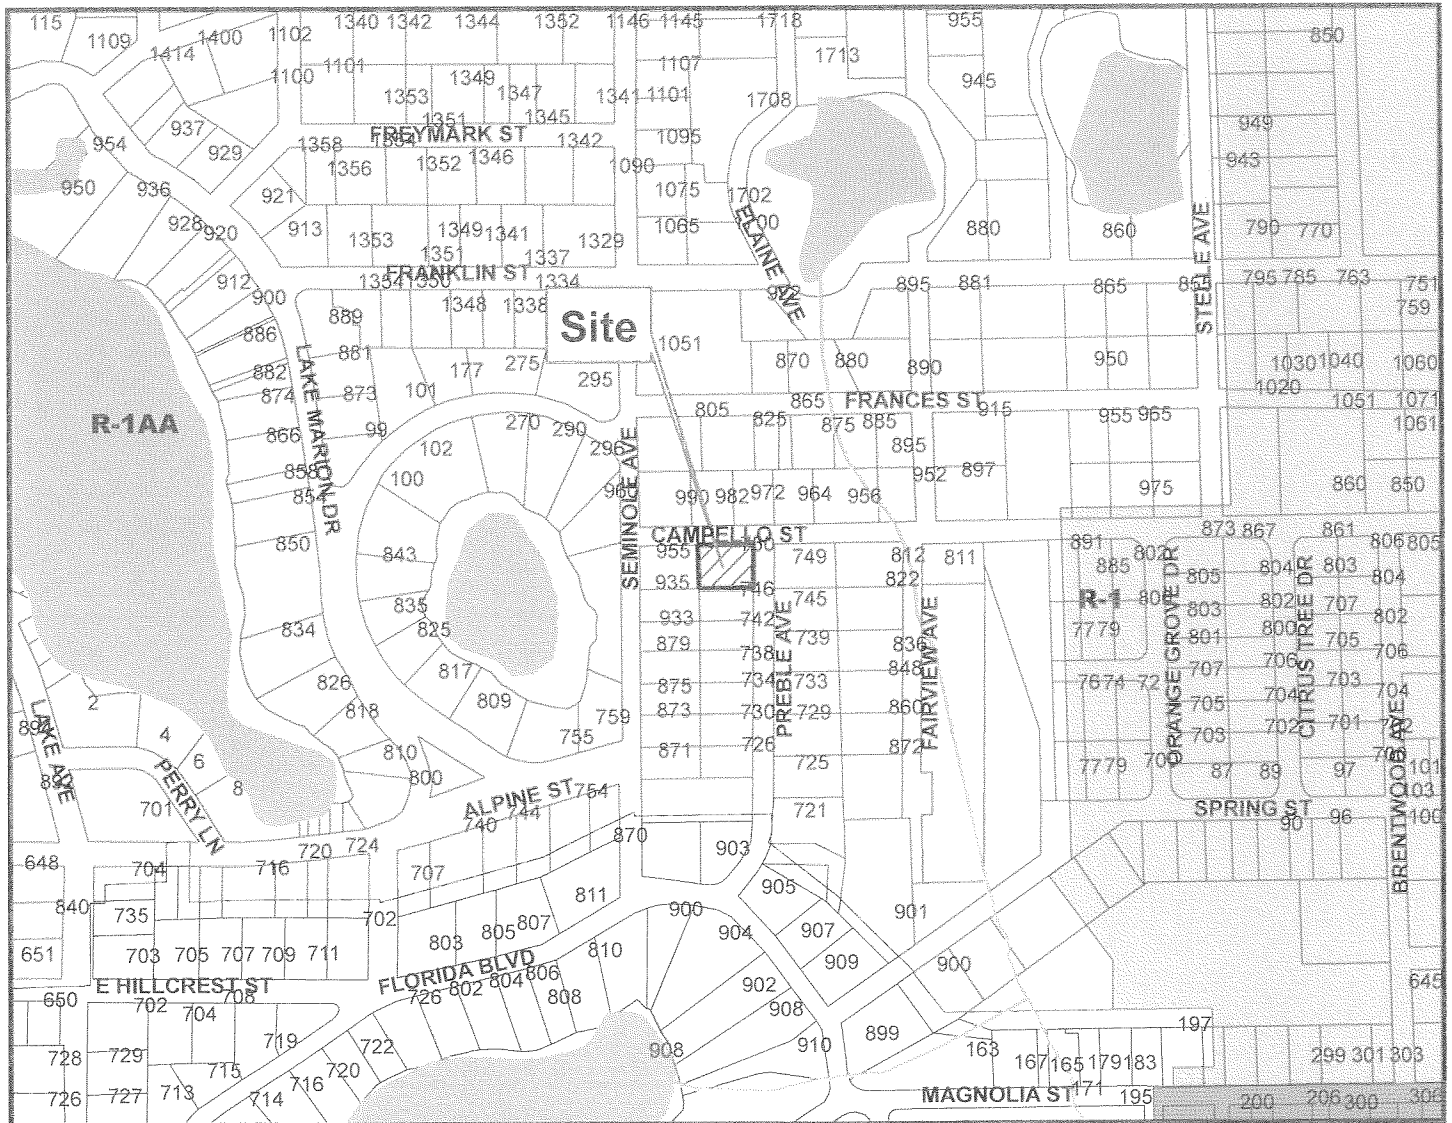 115 1109 1414 1400 1102 1340 1342 1344 1352 1146 1145 1718 955 850
1100 1101 1349 1107 1713 945
1353 1351 1347 1345 1341 1101 1708
954 937 929 FREYMARK ST 1342 1095 949
1358 1356 1352 1346 1090 943
950 936 921 1075 1702
928 920 913 1353 1351 1349 1341 1337 1329 1065 880 860 790 770
ELAINE AVE
STELLE AVE
FRANKLIN ST
912 900 1354 1350 1334 895 881 865 795 785 763 751
886 889 1348 1338 759
Site
1051
882 881 177 275 870 880 890 950 1030 1040 1060
874 873 101 295 1020
LAKE MARION DR
R-1AA
805 865 FRANCES ST 915 955 965 1051 1071
866 99 270 290 825 875 885 1061
102 296 895
858 100 952 897
854 990 982 972 964 956 975 860 850
SEMINOLE AVE
850 843 CAMPELLO ST 873 867 861
955 749 812 811 891 802 806 805
935 746 822 885 805 804 803 804
835 933 742 745 R-1 803 802 707 802
834 825 879 739 836 77 79 801 800 705
817 738 848 707 706 706
826 809 875 734 733 76 74 72 705 704 703 704
818 759 873 730 729 860 703 702 701
PREBLE AVE
FAIRVIEW AVE
ORANGE GROVE DR
CITRUS TREE DR
BRENTWOOD AVE
2 4 6 8
810 755 871 726 725 872 77 79 87 89 97 101
LAKE AVE
PERRY LN
800 ALPINE ST 754 721 SPRING ST 103
701 740 744 90 96 100
648 704 716 720 724 707 870 903
840 735 702 811 905 901
900
651 703 705 707 709 711 803 805 807 810 904 907
909 900
E HILLCREST ST
FLORIDA BLVD
650 702 704 708 726 802 804 806 808 902 908 645
719 899 197
728 729 715 722 908 910 163 167 165 179 183 299 301 303
726 727 713 714 716 720 171
MAGNOLIA ST 195 200 206 300 306